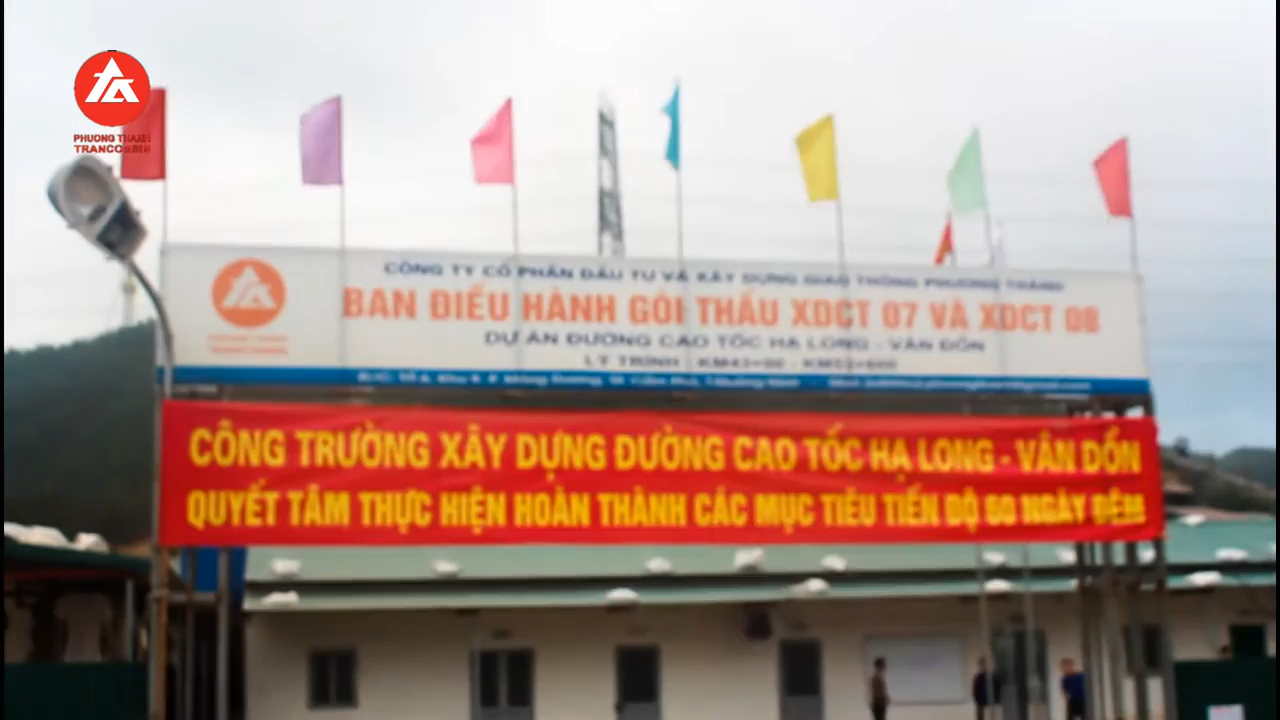 PHUONG THANH
TRANCONSIN
CÔNG TY CỔ PHẦN ĐẦU TƯ VÀ XÂY DỰNG GIAO THÔNG PHƯƠNG THÀNH
BAN ĐIỀU HÀNH GÓI THẦU XDCT 07 VÀ XDCT 08
DỰ ÁN ĐƯỜNG CAO TỐC HẠ LONG - VÂN ĐỒN
LÝ TRÌNH
CÔNG TRƯỜNG XÂY DỰNG ĐƯỜNG CAO TỐC HẠ LONG - VÂN ĐỒN
QUYẾT TÂM THỰC HIỆN HOÀN THÀNH CÁC MỤC TIÊU TIẾN ĐỘ 60 NGÀY ĐÊM